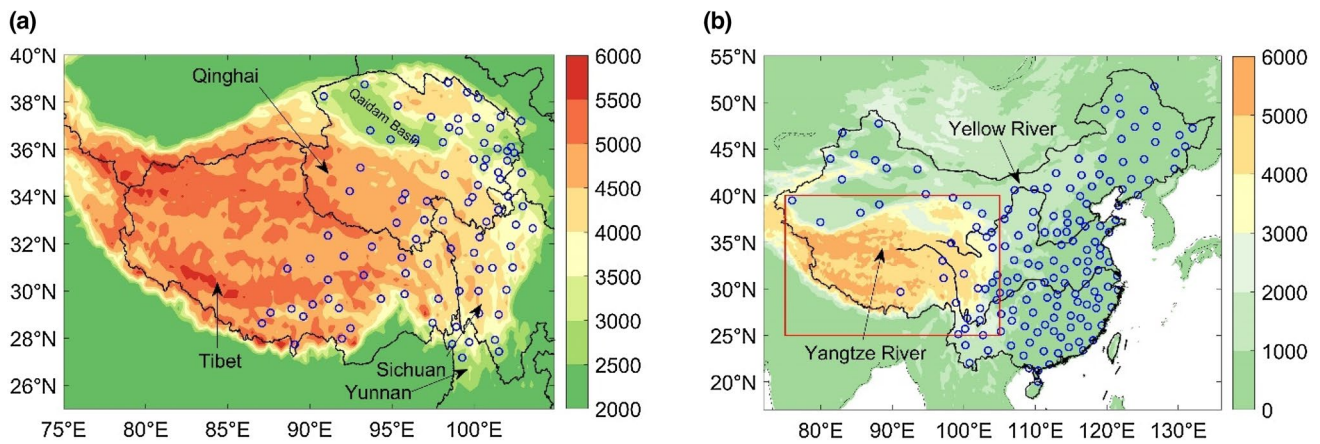 (a)
40°N
38°N
36°N
34°N
32°N
30°N
28°N
26°N
75°E
80°E
85°E
90°E
95°E
100°E
Qinghai
Qaidam Basin
Tibet
Sichuan
Yunnan
6000
5500
5000
4500
4000
3500
3000
2500
2000
(b)
55°N
50°N
45°N
40°N
35°N
30°N
25°N
20°N
80°E
90°E
100°E
110°E
120°E
130°E
Yellow River
Yangtze River
6000
5000
4000
3000
2000
1000
0